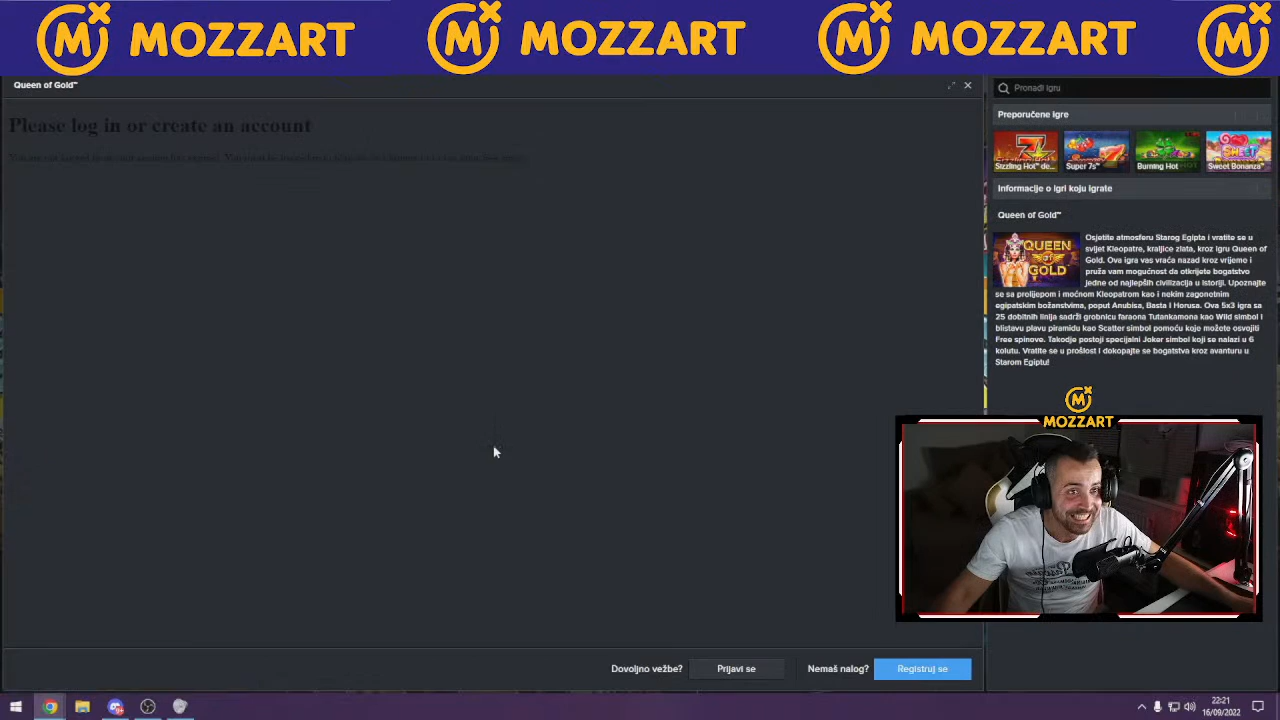 MOZZART MOZZART MOZZART
Queen of Gold™
Pronađi igru
Please log in or create an account
Preporučene igre
Sizzling Hot™ de... Super 7s™ Burning Hot Sweet Bonanza™
Informacije o igri koju igrate
Queen of Gold™
QUEEN of GOLD
Osjetite atmosferu Starog Egipta i vratite se u
svijet Kleopatre, kraljice zlata, kroz igru Queen of
Gold. Ova igra vas vraća nazad kroz vrijeme i
pruža vam mogućnost da otkrijete bogatstvo
jedne od najlepših civilizacija u istoriji. Upoznajte
se sa prolijepom i moćnom Kleopatrom kao i nekim zagonetnim
egipatskim božanstvima, poput Anubisa, Basta i Horusa. Ova 5x3 igra sa
25 dobitnih linija sadrži grobnicu faraona Tutankamona kao Wild simbol i
blistavu plavu piramidu kao Scatter simbol pomoću koje možete osvojiti
Free spinove. Takodje postoji specijalni Joker simbol koji se nalazi u 6
kolutu. Vratite se u prošlost i dokopajte se bogatstva kroz avanturu u
Starom Egiptu!
MOZZART
Dovoljno vežbe? Prijavi se Nemaš nalog? Registruj se
22:21
16/09/2022